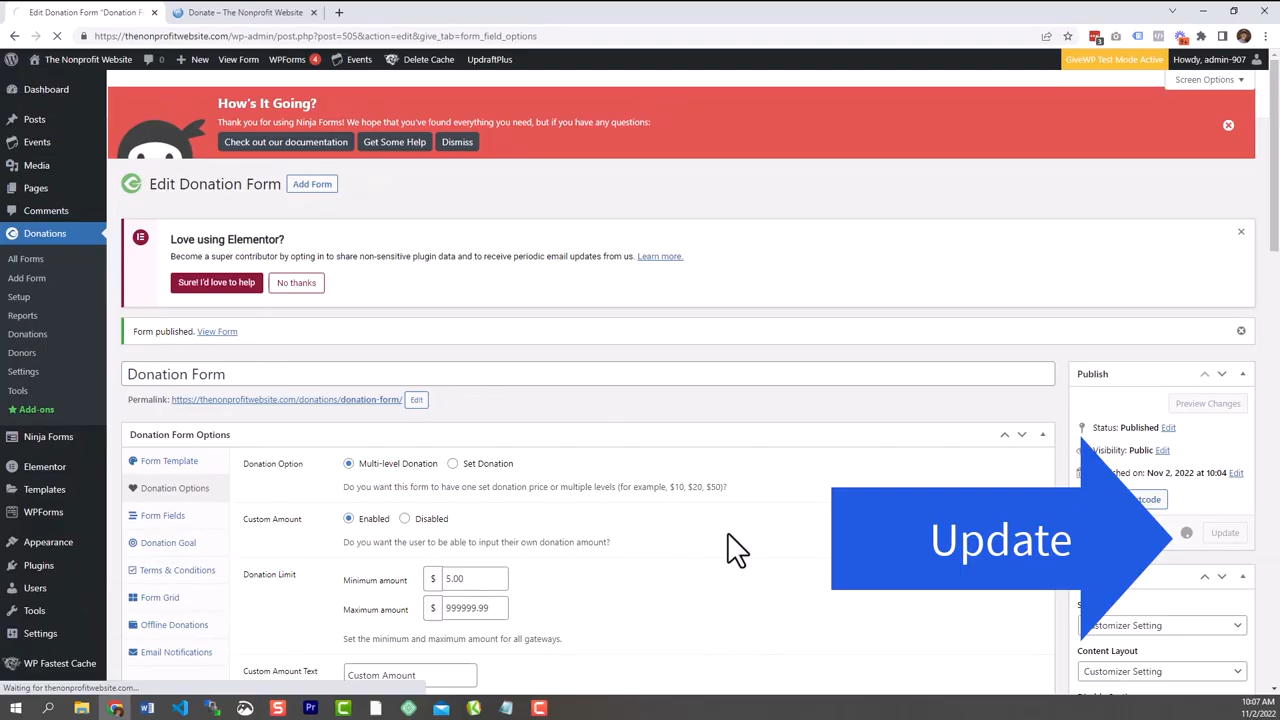 Edit Donation Form "Donation F
Donate – The Nonprofit Website
https://thenonprofitwebsite.com/wp-admin/post.php?post=505&action=edit&give_tab=form_field_options
The Nonprofit Website
0
New
View Form
WPForms 4
Events
Delete Cache
UpdraftPlus
GiveWP Test Mode Active
Howdy, admin-907
Screen Options
Dashboard
Posts
Events
Media
Pages
Comments
Donations
All Forms
Add Form
Setup
Reports
Donations
Donors
Settings
Tools
Add-ons
Ninja Forms
Elementor
Templates
WPForms
Appearance
Plugins
Users
Tools
Settings
WP Fastest Cache
How's It Going?
Thank you for using Ninja Forms! We hope that you've found everything you need, but if you have any questions:
Check out our documentation
Get Some Help
Dismiss
Edit Donation Form
Add Form
Love using Elementor?
Become a super contributor by opting in to share non-sensitive plugin data and to receive periodic email updates from us. Learn more.
Sure! I'd love to help
No thanks
Form published. View Form
Donation Form
Permalink: https://thenonprofitwebsite.com/donations/donation-form/ Edit
Donation Form Options
Form Template
Donation Options
Form Fields
Donation Goal
Terms & Conditions
Form Grid
Offline Donations
Email Notifications
Donation Option
Multi-level Donation
Set Donation
Do you want this form to have one set donation price or multiple levels (for example, $10, $20, $50)?
Custom Amount
Enabled
Disabled
Do you want the user to be able to input their own donation amount?
Donation Limit
Minimum amount
$ 5.00
Maximum amount
$ 999999.99
Set the minimum and maximum amount for all gateways.
Custom Amount Text
Custom Amount
Publish
Preview Changes
Status: Published Edit
Visibility: Public Edit
on: Nov 2, 2022 at 10:04 Edit
Update
Update
Customizer Setting
Content Layout
Customizer Setting
Waiting for thenonprofitwebsite.com...
10:07 AM
11/2/2022